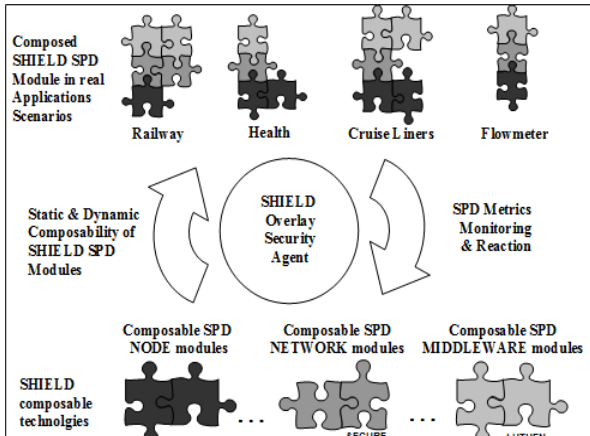 Composed
SHIELD SPD
Module in real
Applications
Scenarios
Railway
Health
Cruise Liners
Flowmeter
Static & Dynamic
Composability of
SHIELD SPD
Modules
SHIELD
Overlay
Security
Agent
SPD Metrics
Monitoring
& Reaction
Composable SPD
NODE modules
Composable SPD
NETWORK modules
Composable SPD
MIDDLEWARE modules
SHIELD
composable
technolgies
...
...
SECURE